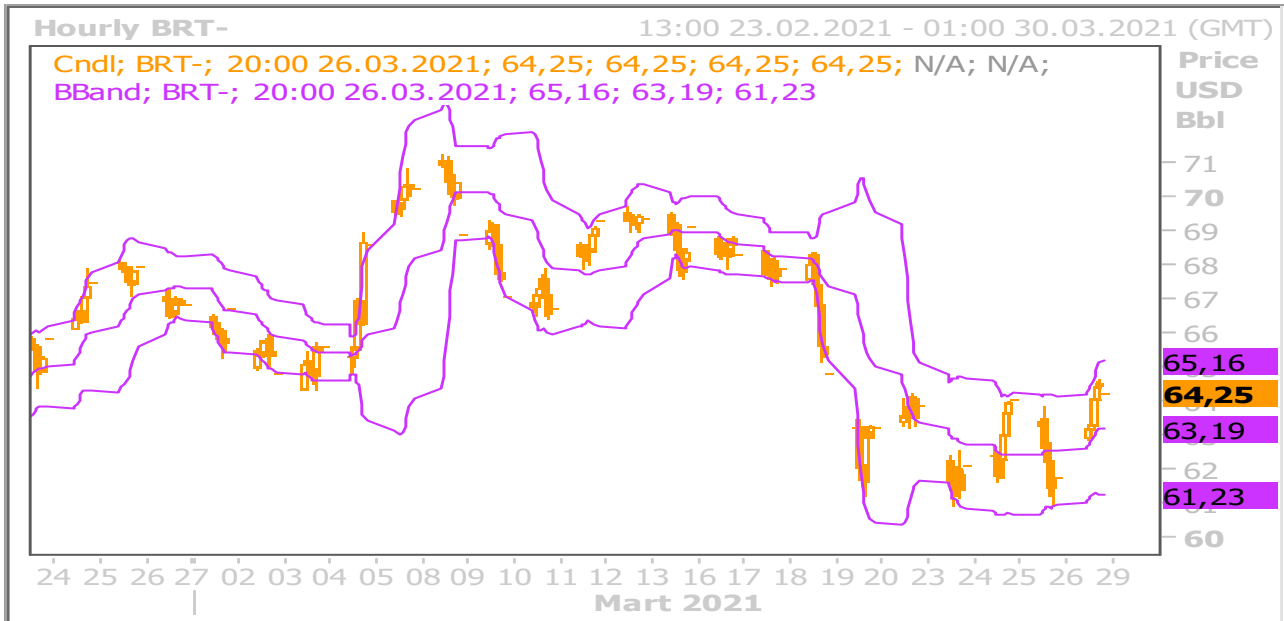 Hourly BRT-
13:00 23.02.2021 - 01:00 30.03.2021 (GMT)
Cndl; BRT-; 20:00 26.03.2021; 64,25; 64,25; 64,25; 64,25; N/A; N/A;
BBand; BRT-; 20:00 26.03.2021; 65,16; 63,19; 61,23
Price
USD
Bbl
71
70
69
68
67
66
65,16
64,25
63,19
62
61,23
60
24 25 26 27 02 03 04 05 08 09 10 11 12 13 16 17 18 19 20 23 24 25 26 29
Mart 2021